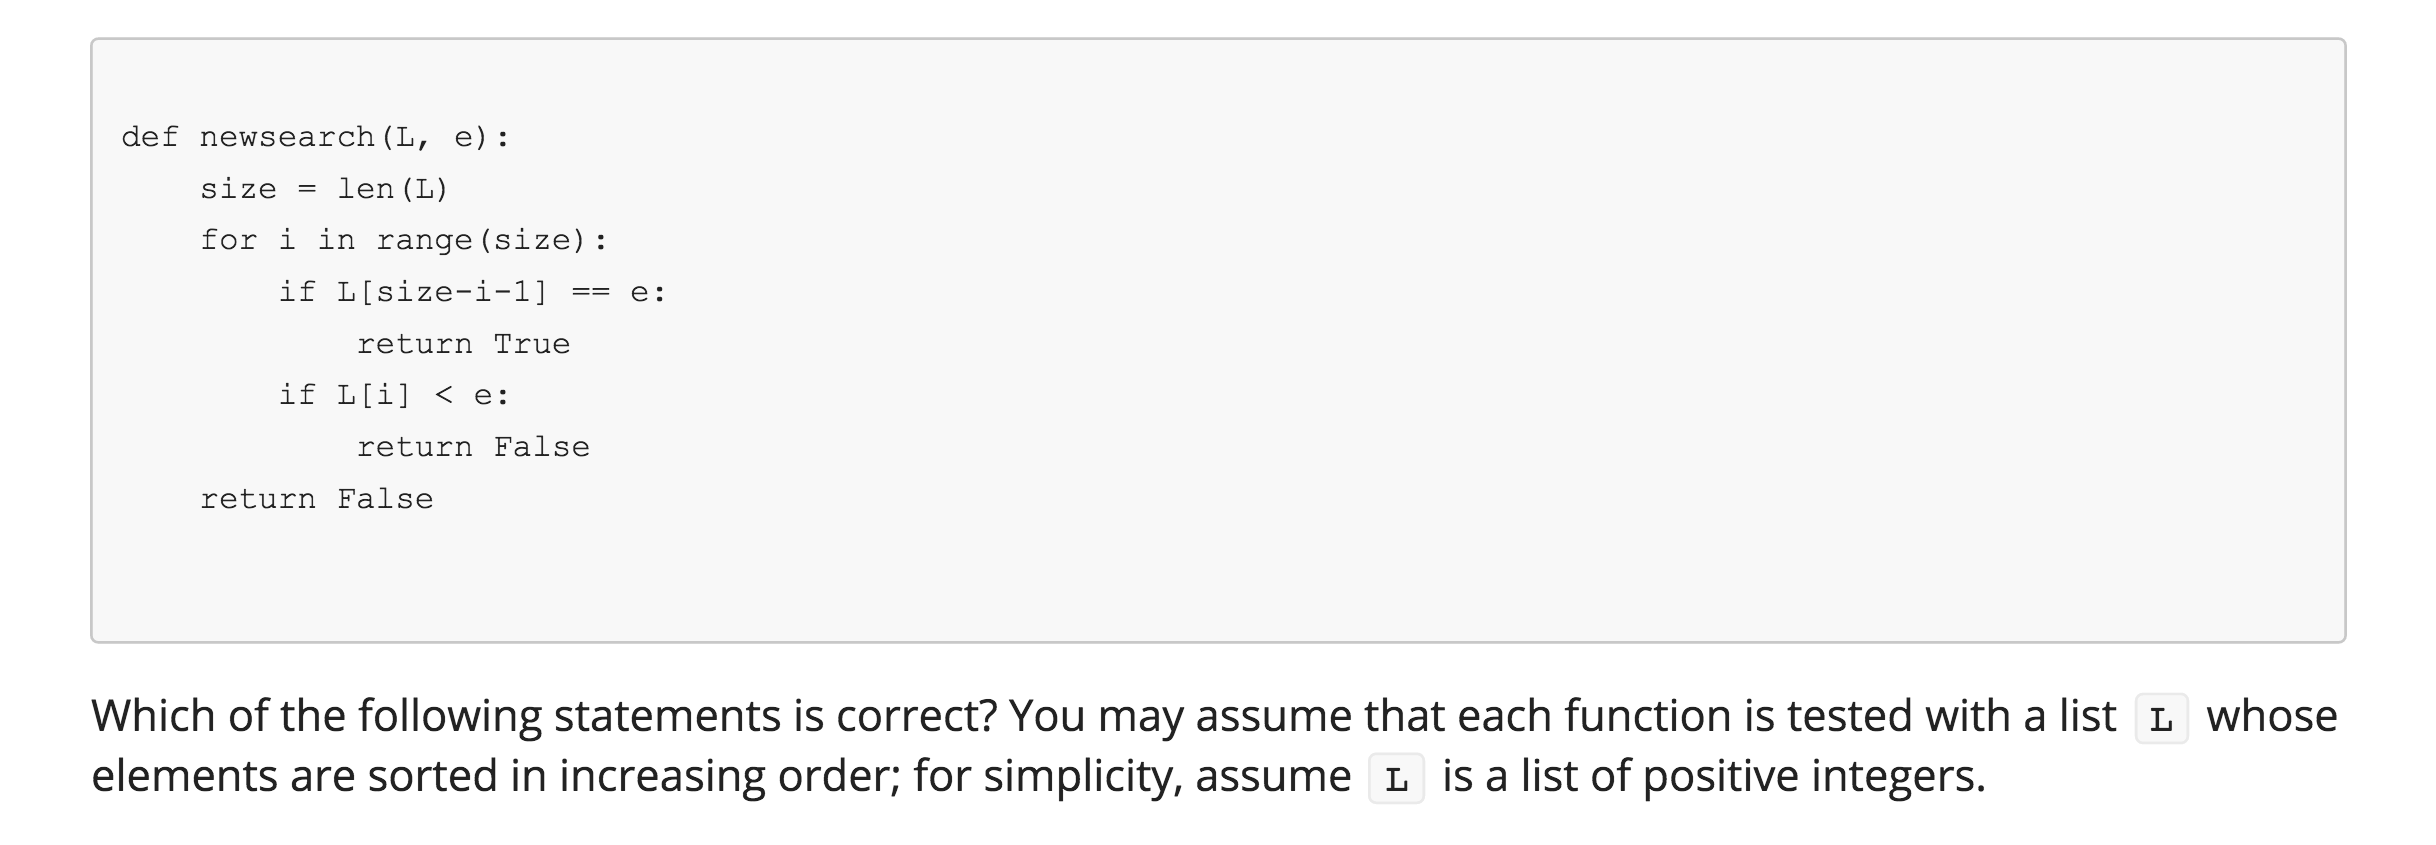 def newsearch(L, e):
    size = len(L)
    for i in range(size):
        if L[size-i-1] == e:
            return True
        if L[i] < e:
            return False
    return False
Which of the following statements is correct? You may assume that each function is tested with a list L whose
elements are sorted in increasing order; for simplicity, assume L is a list of positive integers.